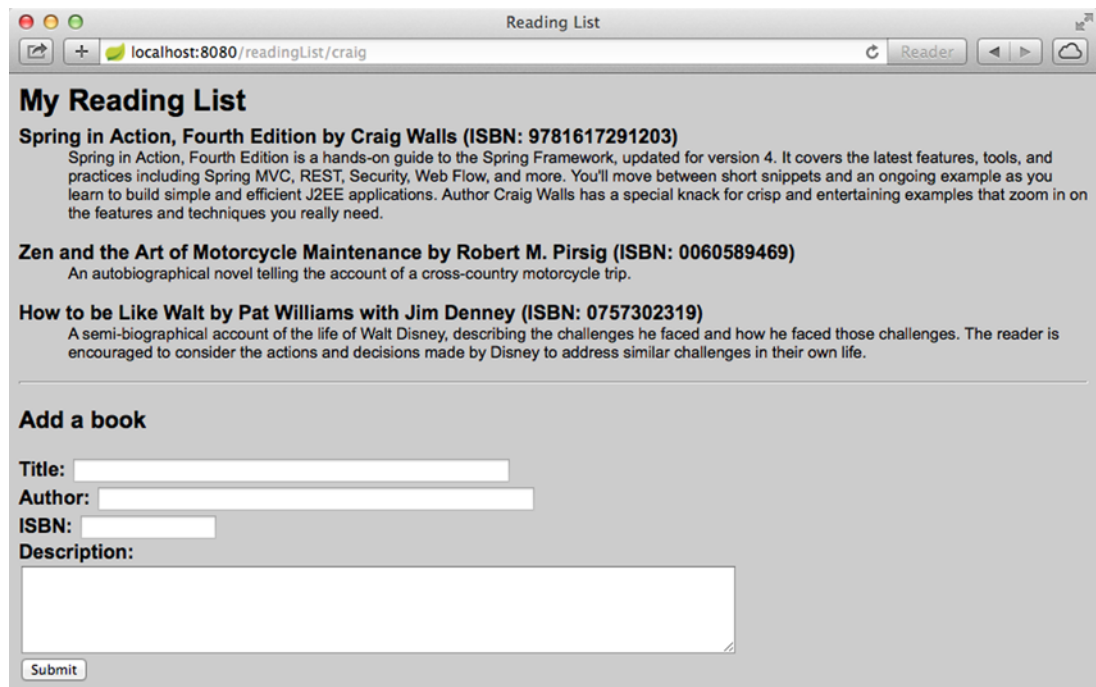 Reading List
localhost:8080/readingList/craig
Reader
My Reading List
Spring in Action, Fourth Edition by Craig Walls (ISBN: 9781617291203)
Spring in Action, Fourth Edition is a hands-on guide to the Spring Framework, updated for version 4. It covers the latest features, tools, and
practices including Spring MVC, REST, Security, Web Flow, and more. You'll move between short snippets and an ongoing example as you
learn to build simple and efficient J2EE applications. Author Craig Walls has a special knack for crisp and entertaining examples that zoom in on
the features and techniques you really need.
Zen and the Art of Motorcycle Maintenance by Robert M. Pirsig (ISBN: 0060589469)
An autobiographical novel telling the account of a cross-country motorcycle trip.
How to be Like Walt by Pat Williams with Jim Denney (ISBN: 0757302319)
A semi-biographical account of the life of Walt Disney, describing the challenges he faced and how he faced those challenges. The reader is
encouraged to consider the actions and decisions made by Disney to address similar challenges in their own life.
Add a book
Title:
Author:
ISBN:
Description:
Submit